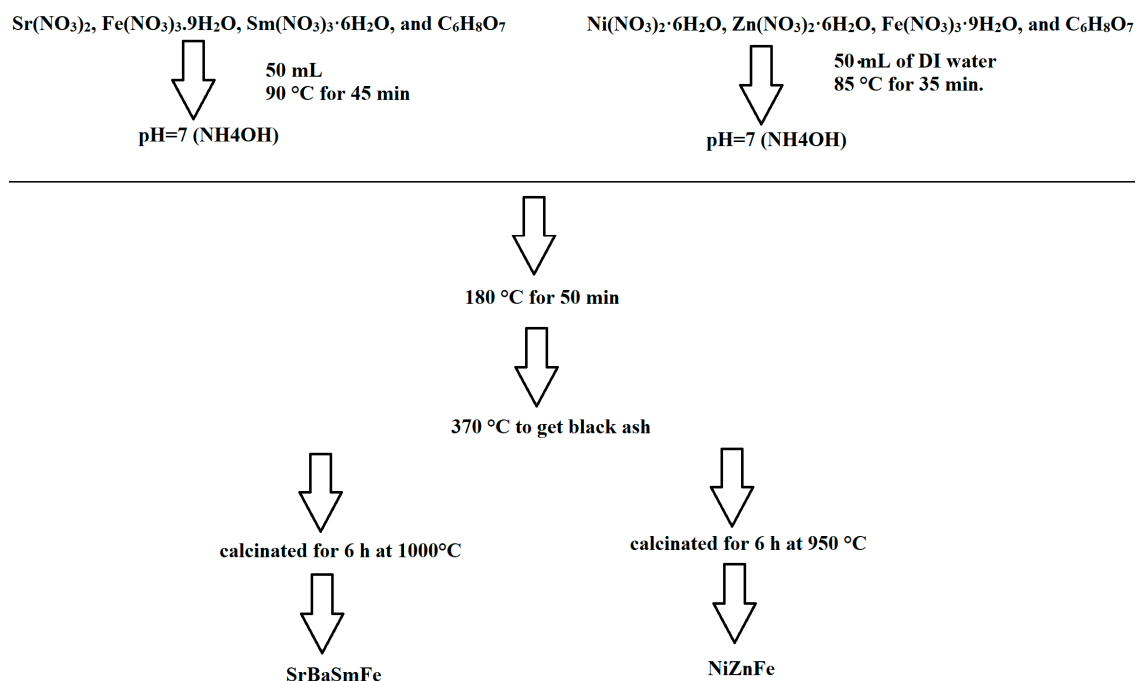 Sr(NO₃)₂, Fe(NO₃)₃.9H₂O, Sm(NO₃)₃·6H₂O, and C₆H₈O₇
50 mL
90 °C for 45 min
pH=7 (NH4OH)
Ni(NO₃)₂·6H₂O, Zn(NO₃)₂·6H₂O, Fe(NO₃)₃·9H₂O, and C₆H₈O₇
50·mL of DI water
85 °C for 35 min.
pH=7 (NH4OH)
180 °C for 50 min
370 °C to get black ash
calcinated for 6 h at 1000°C
SrBaSmFe
calcinated for 6 h at 950 °C
NiZnFe